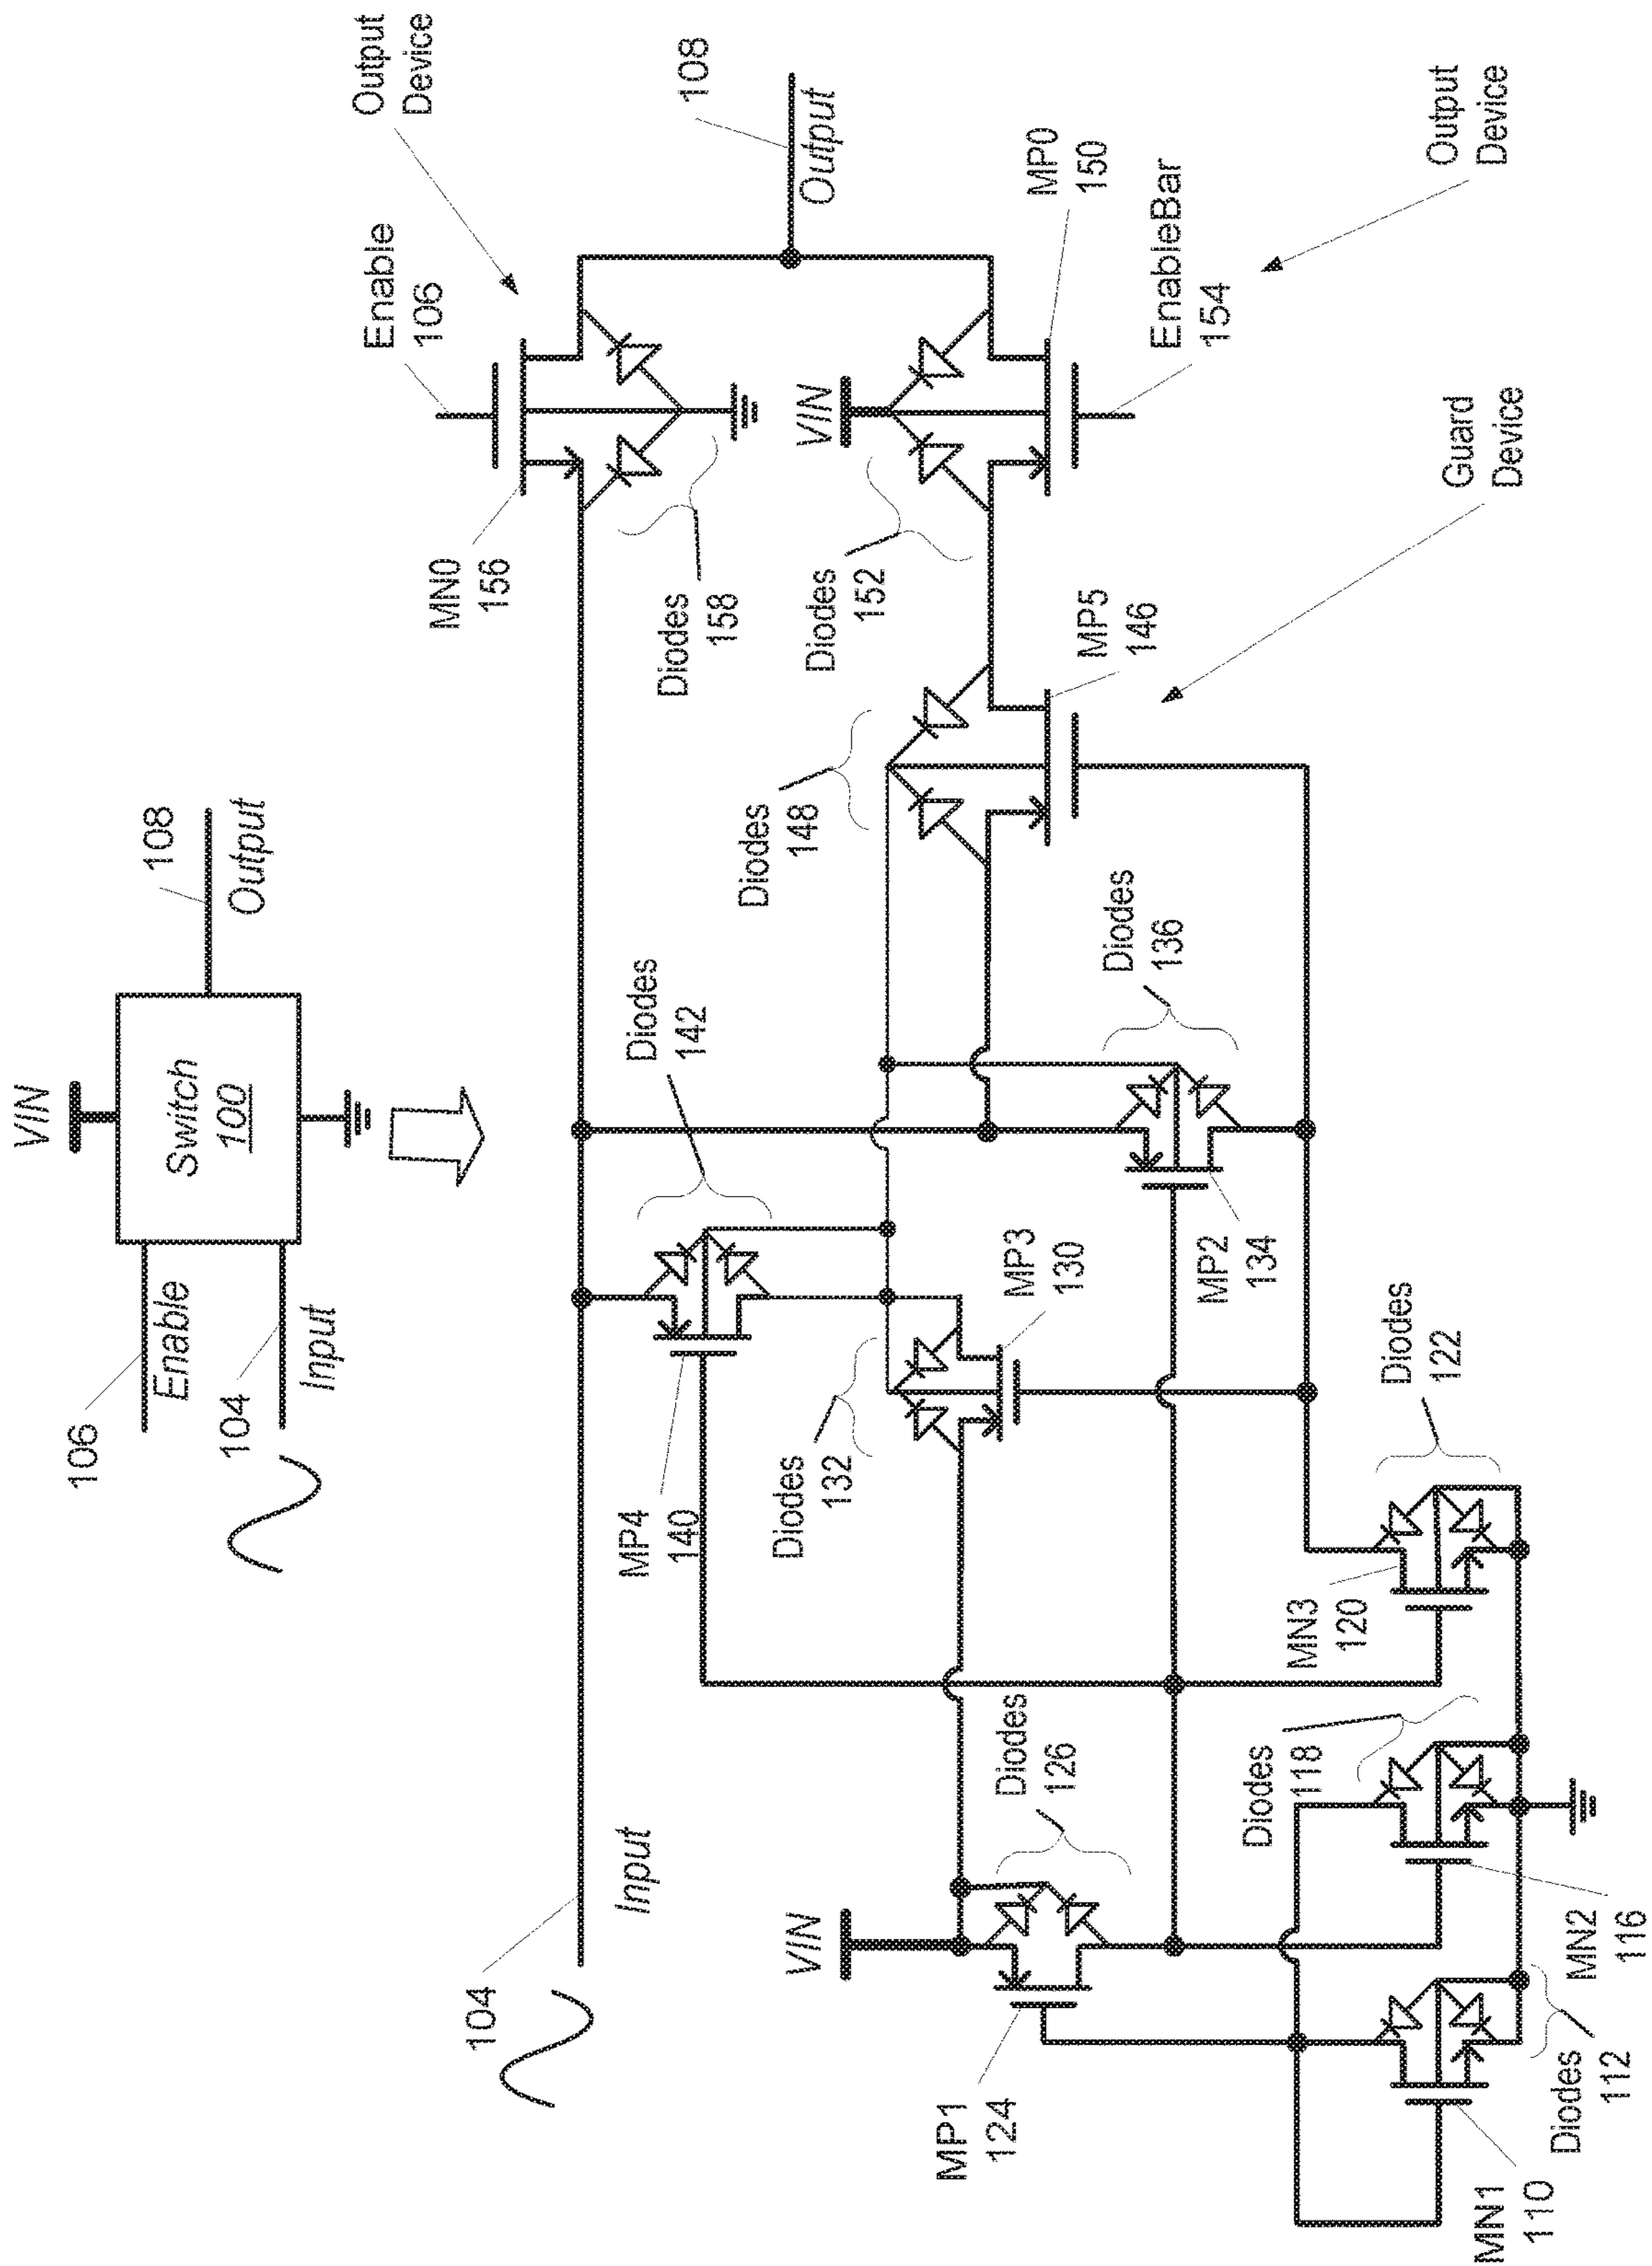 VIN
Switch
100
Enable
106
Input
104
Output
108
Output
Device
Enable
106
MN0
156
Diodes
158
Output
108
VIN
MP0
150
EnableBar
154
Output
Device
Diodes
152
MP5
146
Guard
Device
Diodes
148
Diodes
142
Diodes
136
MP4
140
Diodes
132
MP3
130
MP2
134
Diodes
122
MN3
120
104
Input
VIN
Diodes
126
Diodes
118
MP1
124
MN2
116
Diodes
112
MN1
110